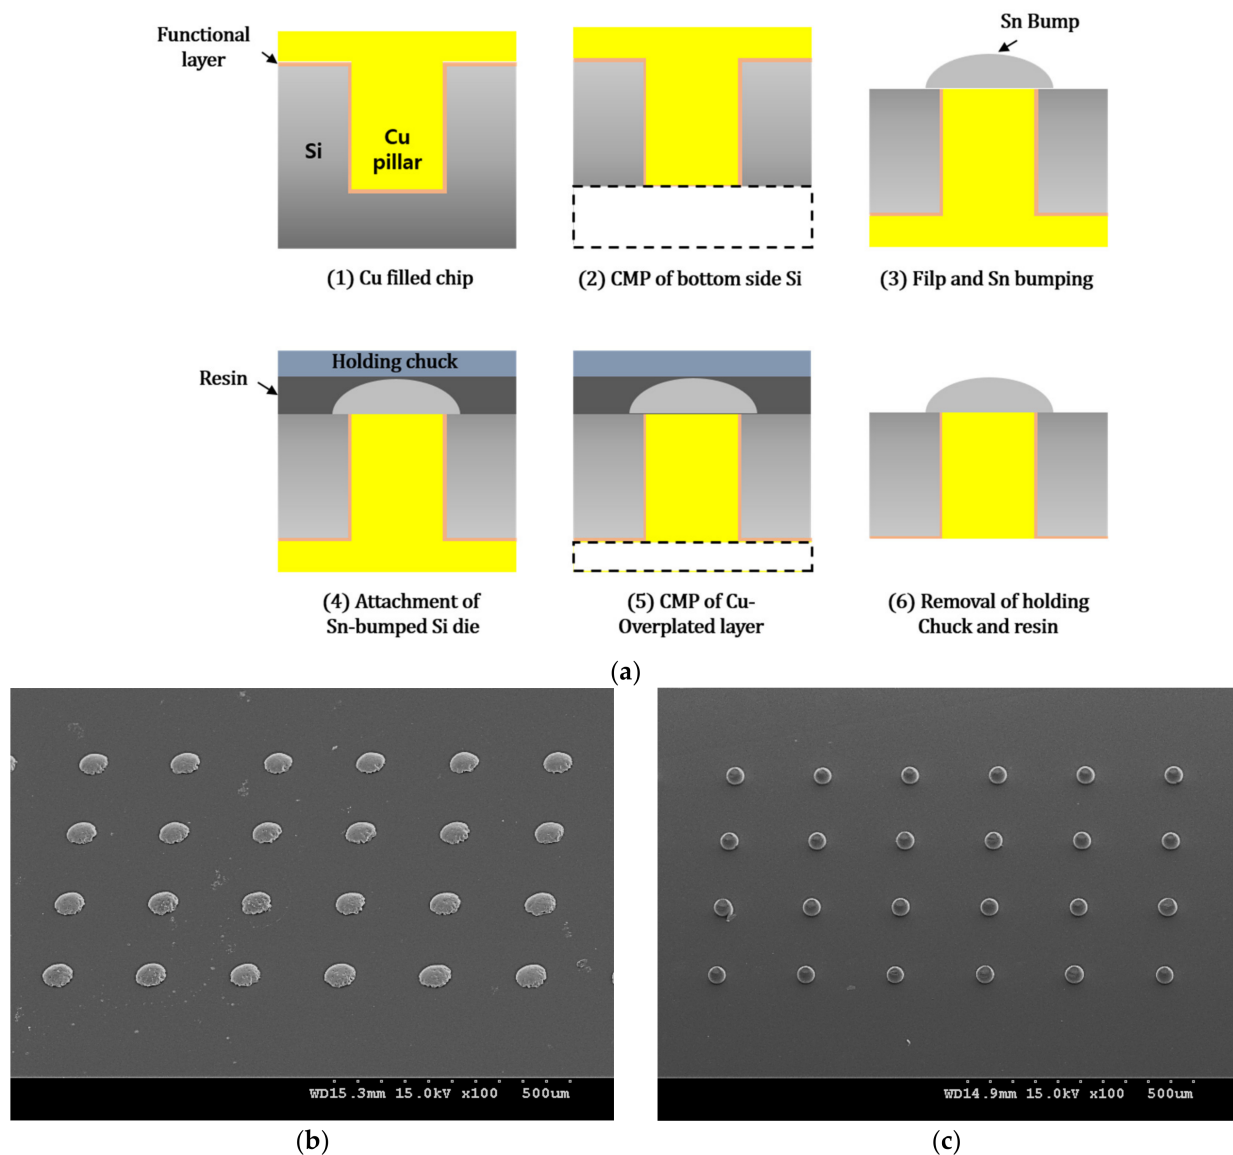 Functional
layer
Si
Cu
pillar
Sn Bump
(1) Cu filled chip
(2) CMP of bottom side Si
(3) Filp and Sn bumping
Holding chuck
Resin
(4) Attachment of
Sn-bumped Si die
(5) CMP of Cu-
Overplated layer
(6) Removal of holding
Chuck and resin
(a)
WD15.3mm 15.0kV x100 500um
WD14.9mm 15.0kV x100 500um
(b)
(c)